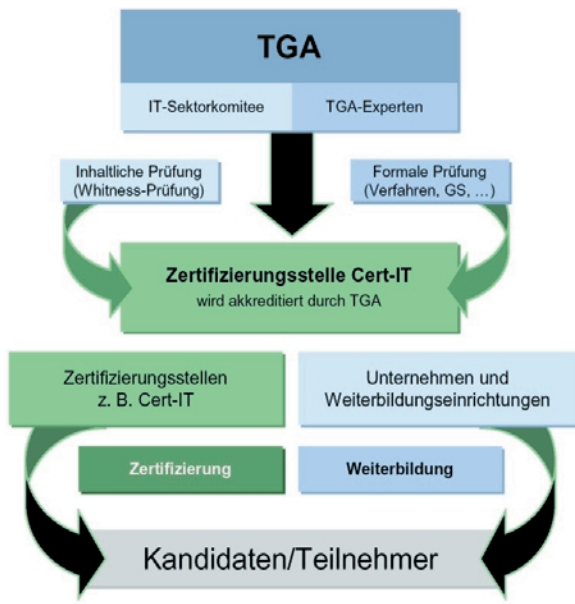 TGA
IT-Sektorkomitee
TGA-Experten
Inhaltliche Prüfung
(Whitness-Prüfung)
Formale Prüfung
(Verfahren, GS, ...)
Zertifizierungsstelle Cert-IT
wird akkreditiert durch TGA
Zertifizierungsstellen
z. B. Cert-IT
Unternehmen und
Weiterbildungseinrichtungen
Zertifizierung
Weiterbildung
Kandidaten/Teilnehmer